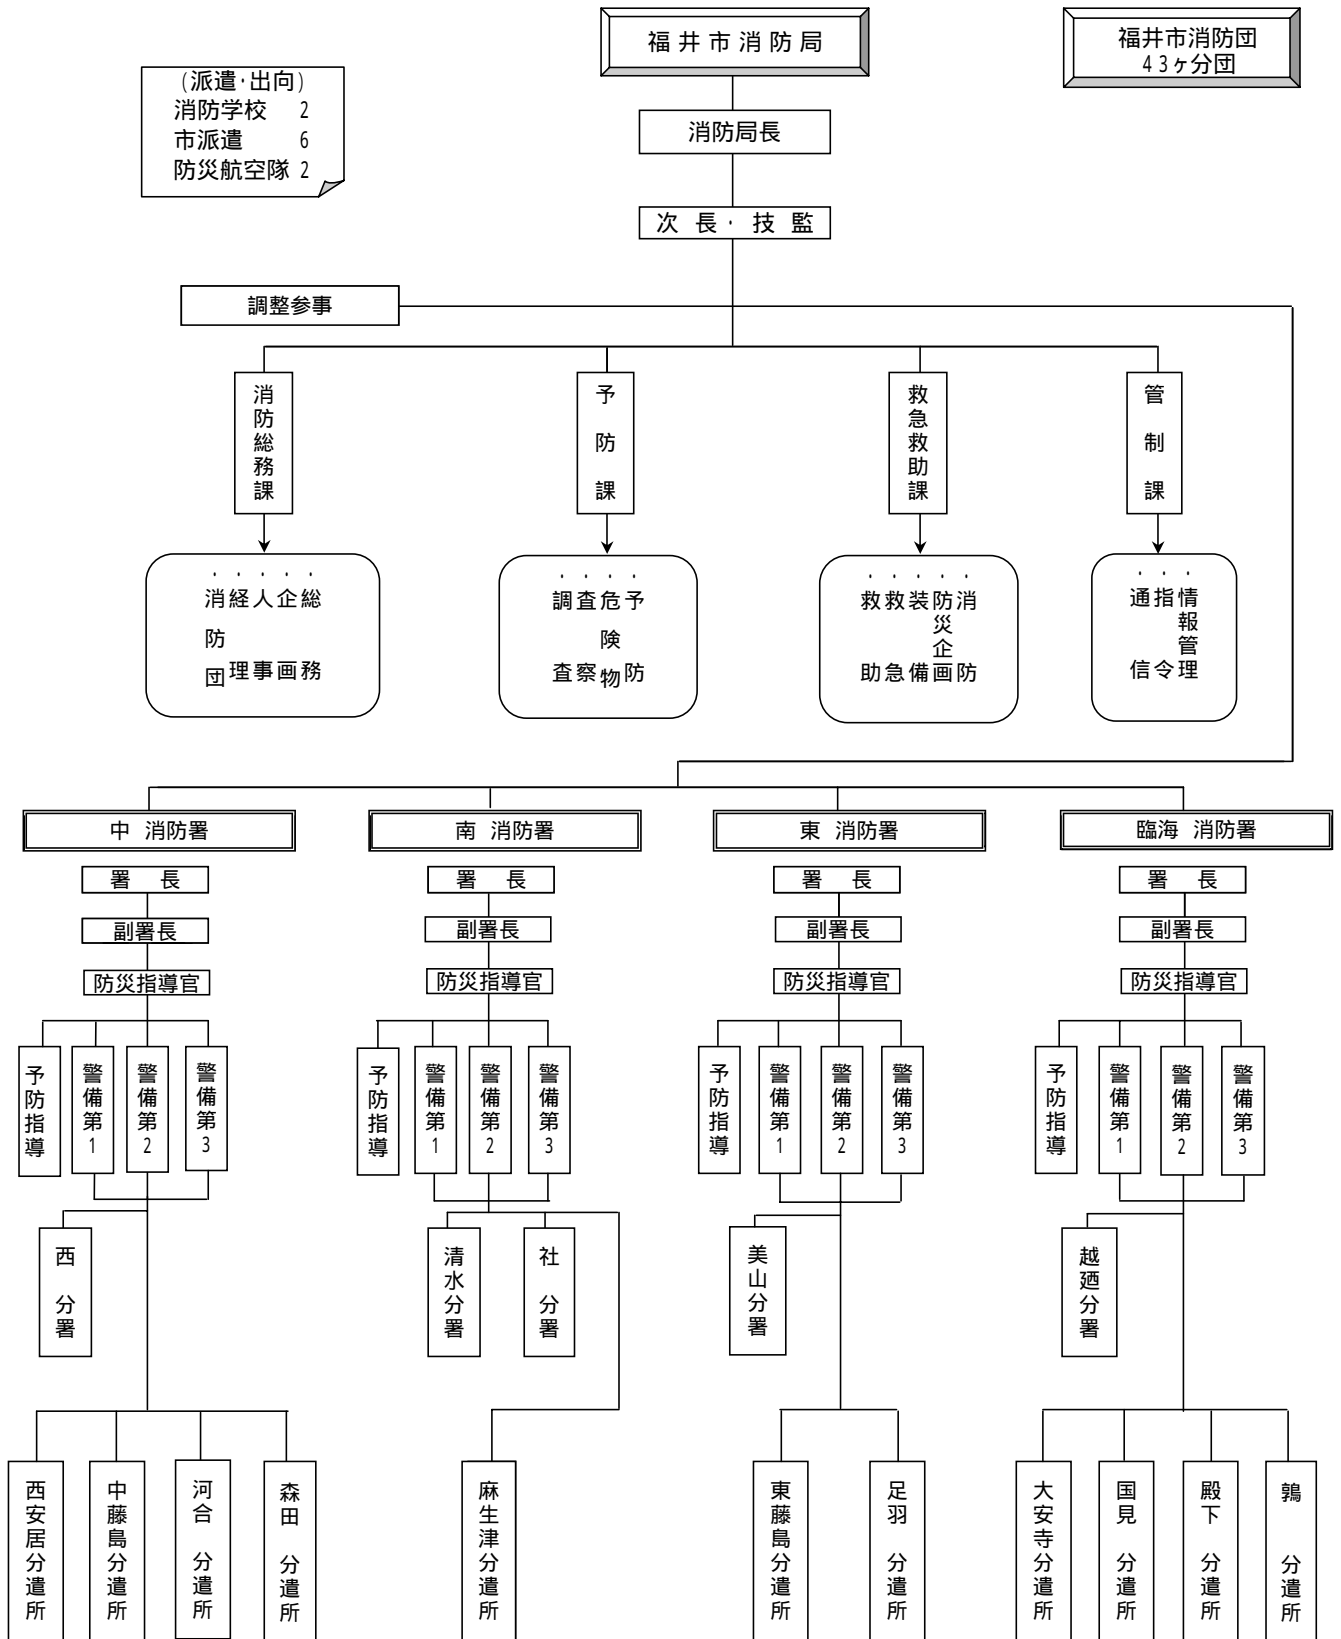 福井市消防局
福井市消防団
43ヶ分団
(派遣・出向)
消防学校 2
市派遣 6
防災航空隊 2
消防局長
次長・技監
調整参事
消防総務課
予防課
救急救助課
管制課
・総務
・企画
・人事
・経理
・消防団
・予防
・危険物
・査察
・調査
・消防
・防災企画
・装備
・救急
・救助
・情報管理
・指令
・通信
中 消防署
南 消防署
東 消防署
臨海 消防署
署 長
署 長
署 長
署 長
副署長
副署長
副署長
副署長
防災指導官
防災指導官
防災指導官
防災指導官
予防指導
警備第1
警備第2
警備第3
予防指導
警備第1
警備第2
警備第3
予防指導
警備第1
警備第2
警備第3
予防指導
警備第1
警備第2
警備第3
西 分署
清水分署
社 分署
美山分署
越廼分署
西安居分遣所
中藤島分遣所
河合 分遣所
森田 分遣所
麻生津分遣所
東藤島分遣所
足羽 分遣所
大安寺分遣所
国見 分遣所
殿下 分遣所
鶉 分遣所